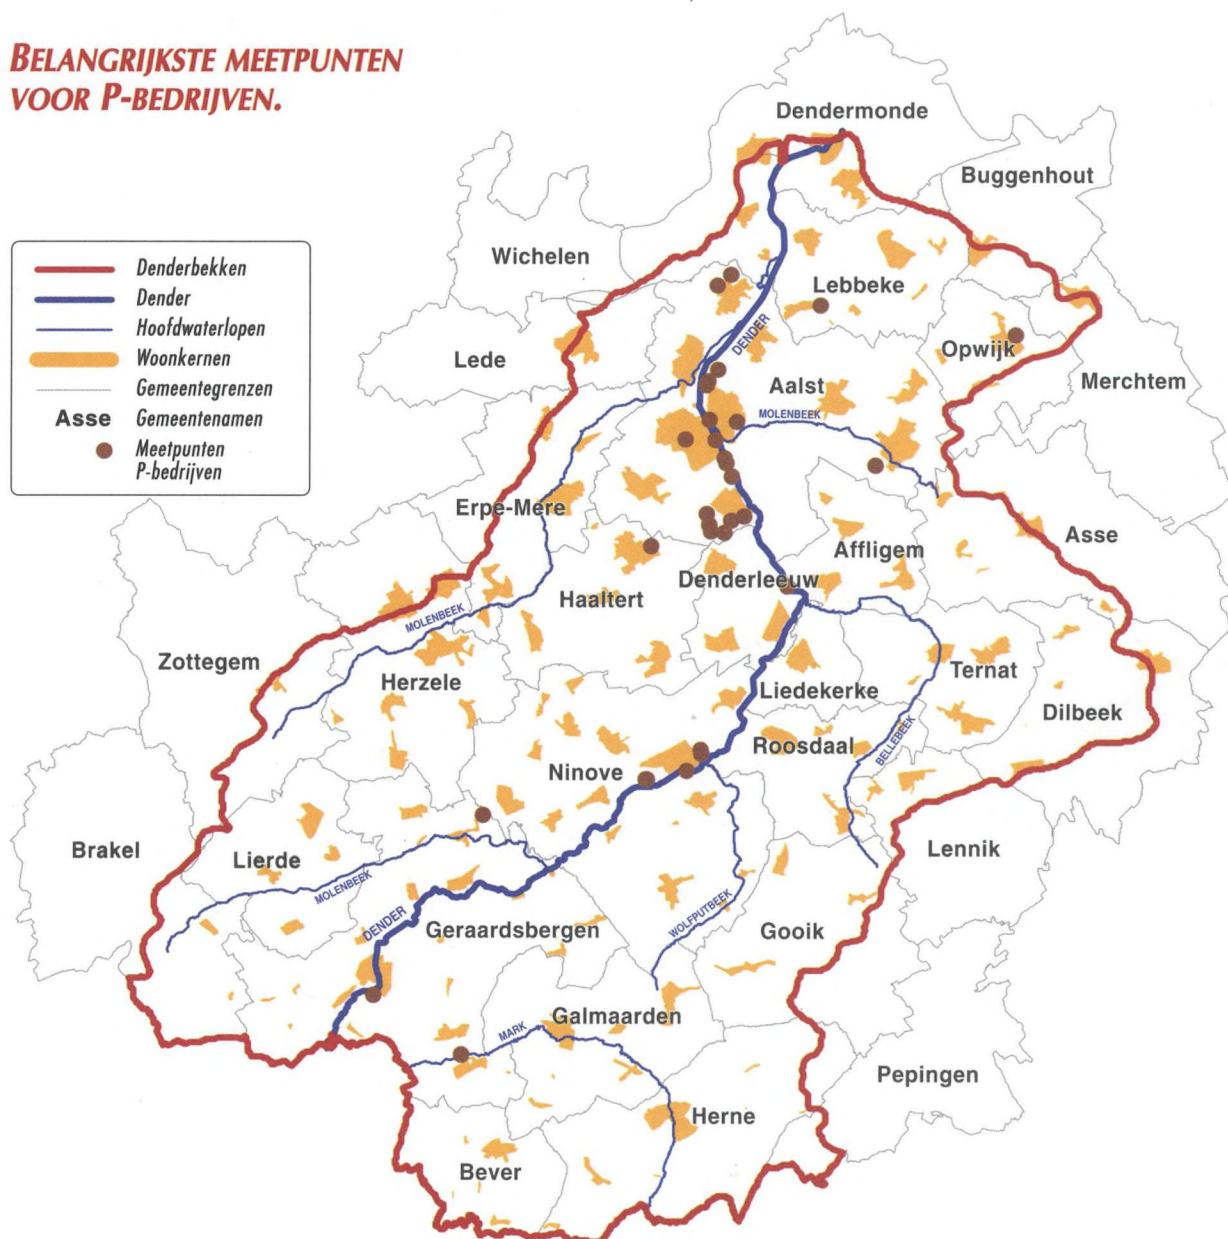 BELANGRIJKSTE MEETPUNTEN
VOOR P-BEDRIJVEN.
Denderbekken
Dender
Hoofdwaterlopen
Woonkernen
Gemeentegrenzen
Asse Gemeentenamen
Meetpunten
P-bedrijven
Dendermonde
Buggenhout
Wichelen
Lebbeke
DENDER
Opwijk
Lede
Aalst
Merchtem
MOLENBEEK
Erpe-Mere
Asse
Affligem
Denderleeuw
Haaltert
MOLENBEEK
Zottegem
Herzele
Ternat
Liedekerke
Dilbeek
Roosdaal
BELLEBEEK
Ninove
Brakel
Lierde
Lennik
MOLENBEEK
WOLFPUTBEEK
DENDER
Geraardsbergen
Gooik
Galmaarden
MARK
Pepingen
Herne
Bever